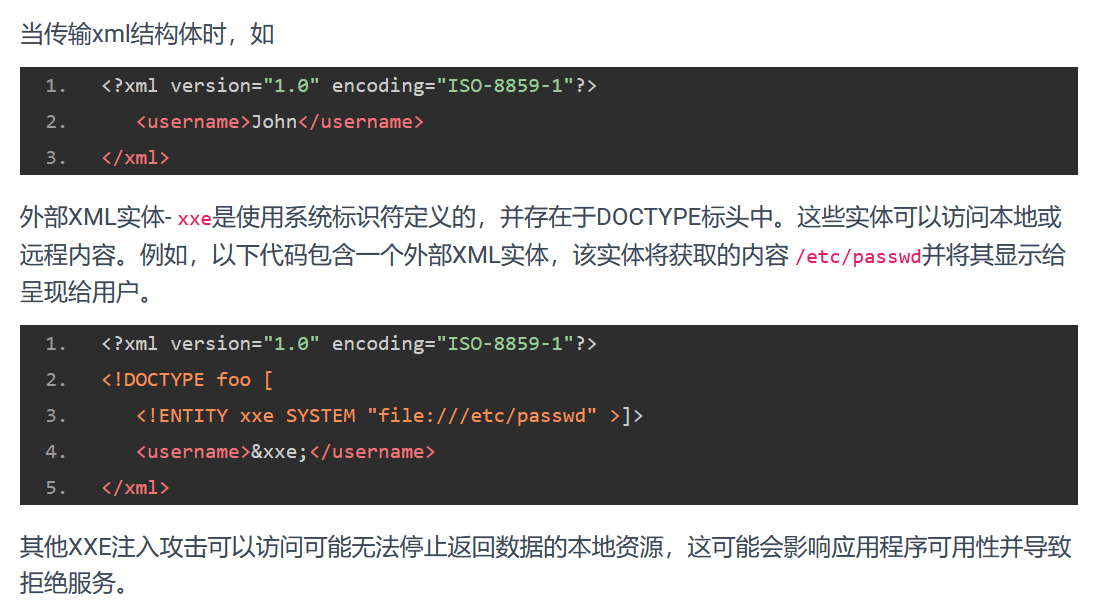 当传输xml结构体时，如
1. <?xml version="1.0" encoding="ISO-8859-1"?>
2. <username>John</username>
3. </xml>
外部XML实体- xxe是使用系统标识符定义的，并存在于DOCTYPE标头中。这些实体可以访问本地或
远程内容。例如，以下代码包含一个外部XML实体，该实体将获取的内容 /etc/passwd并将其显示给
呈现给用户。
1. <?xml version="1.0" encoding="ISO-8859-1"?>
2. <!DOCTYPE foo [
3. <!ENTITY xxe SYSTEM "file:///etc/passwd" >]>
4. <username>&xxe;</username>
5. </xml>
其他XXE注入攻击可以访问可能无法停止返回数据的本地资源，这可能会影响应用程序可用性并导致
拒绝服务。